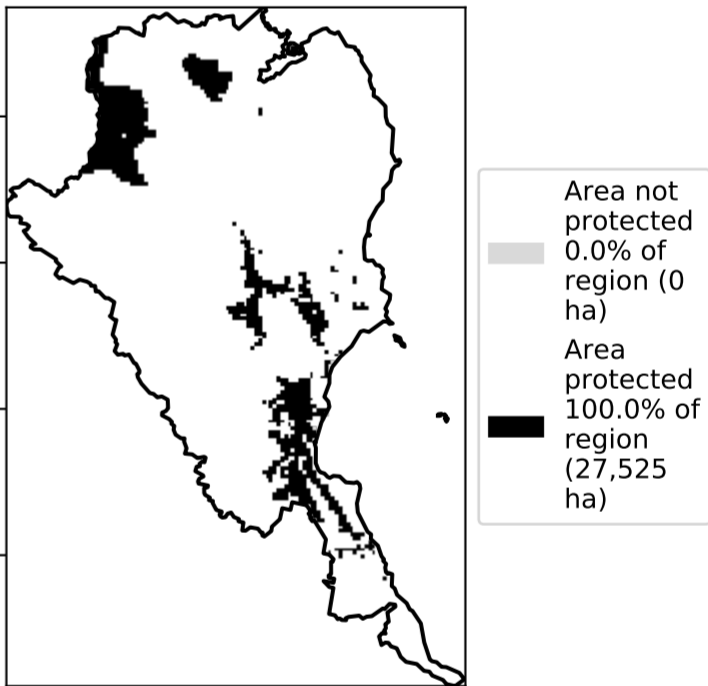 Area not
protected
0.0% of
region (0
ha)
Area
protected
100.0% of
region
(27,525
ha)